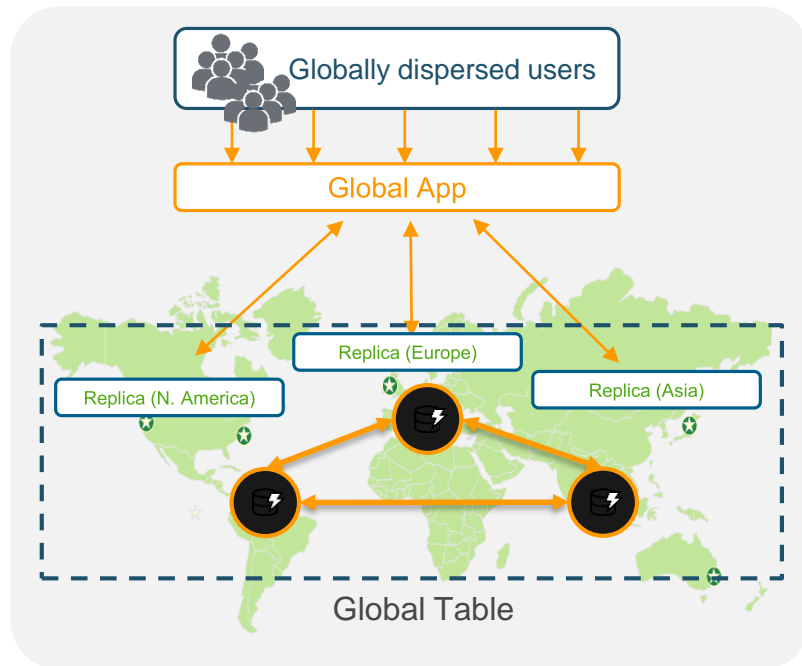 Globally dispersed users
Global App
Replica (Europe)
Replica (N. America)
Replica (Asia)
Global Table